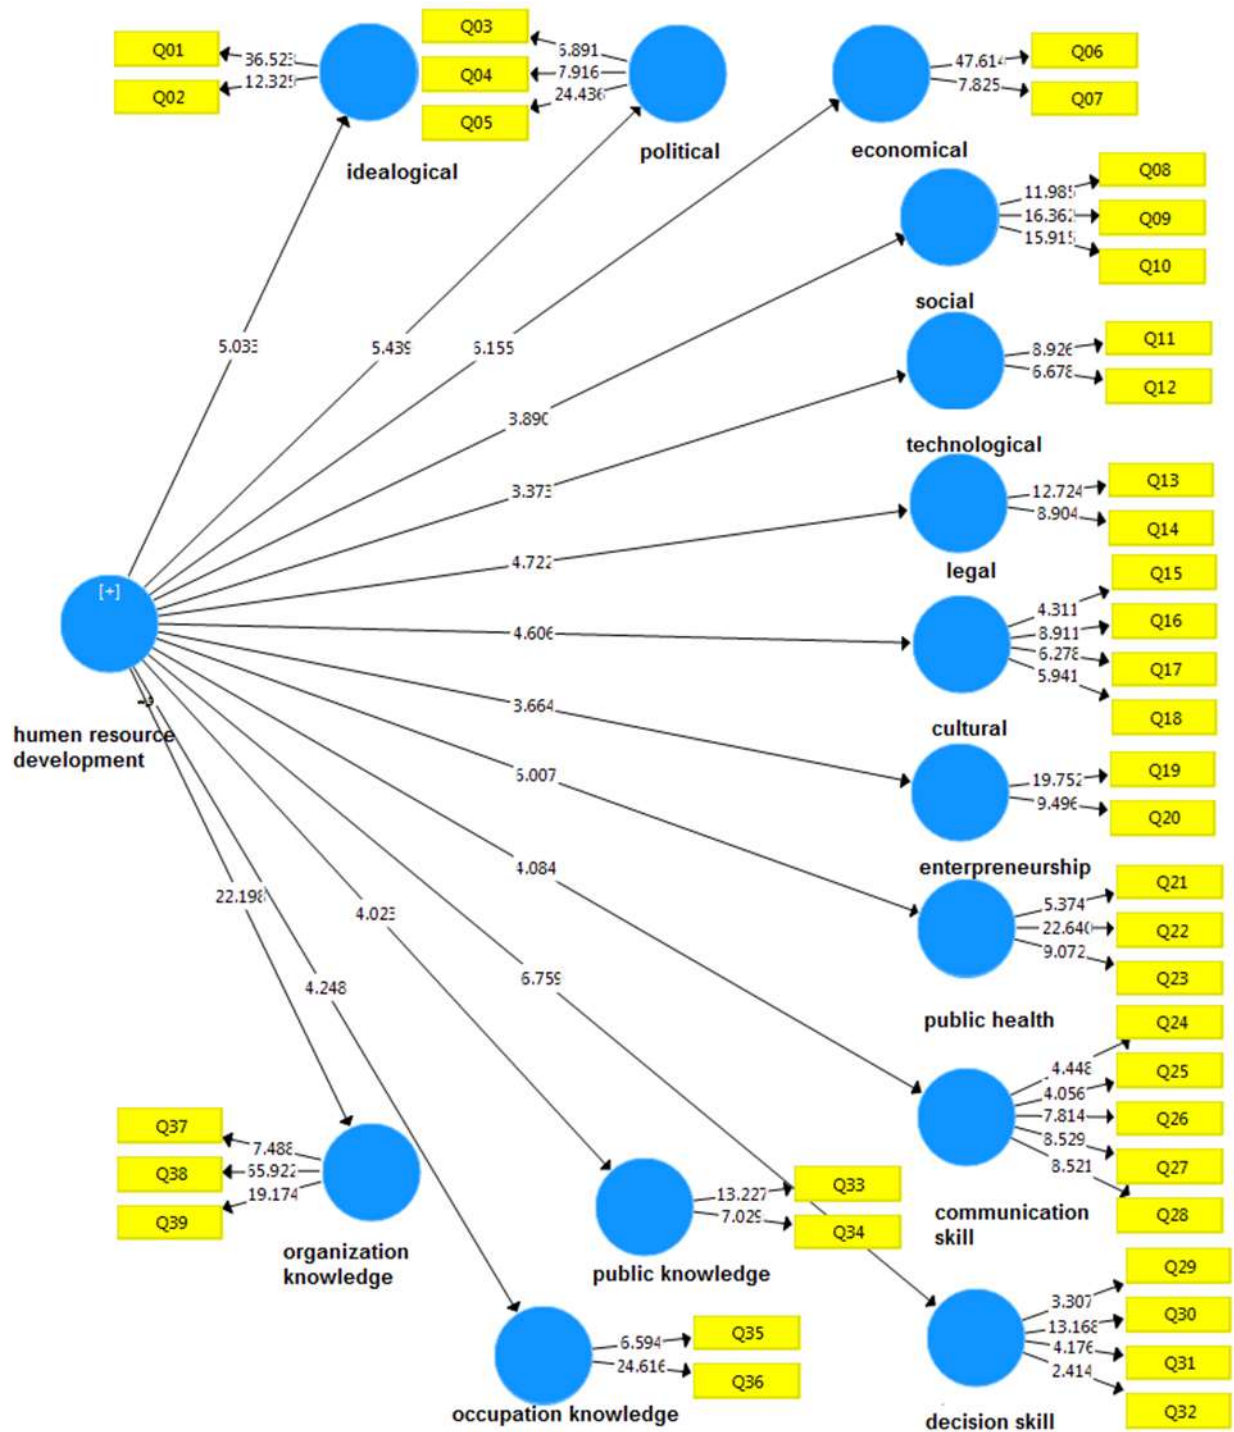 Q01
Q02
36.523
12.325
idealogical
Q03
Q04
Q05
5.891
7.916
24.436
political
47.614
7.825
Q06
Q07
economical
11.985
16.362
15.915
Q08
Q09
Q10
social
8.926
6.678
Q11
Q12
technological
12.724
8.904
Q13
Q14
legal
4.311
8.911
6.278
5.941
Q15
Q16
Q17
Q18
cultural
19.752
9.496
Q19
Q20
enterpreneurship
5.374
22.640
9.072
Q21
Q22
Q23
public health
4.448
4.056
7.814
8.529
8.521
Q24
Q25
Q26
Q27
Q28
communication
skill
3.307
13.168
4.176
2.414
Q29
Q30
Q31
Q32
decision skill
5.033
5.439
5.155
3.890
3.373
4.722
4.606
3.664
5.007
4.084
6.759
4.023
4.248
22.198
[+]
humen resource
development
Q37
Q38
Q39
7.488
65.922
19.174
organization
knowledge
13.227
7.029
Q33
Q34
public knowledge
6.594
24.616
Q35
Q36
occupation knowledge